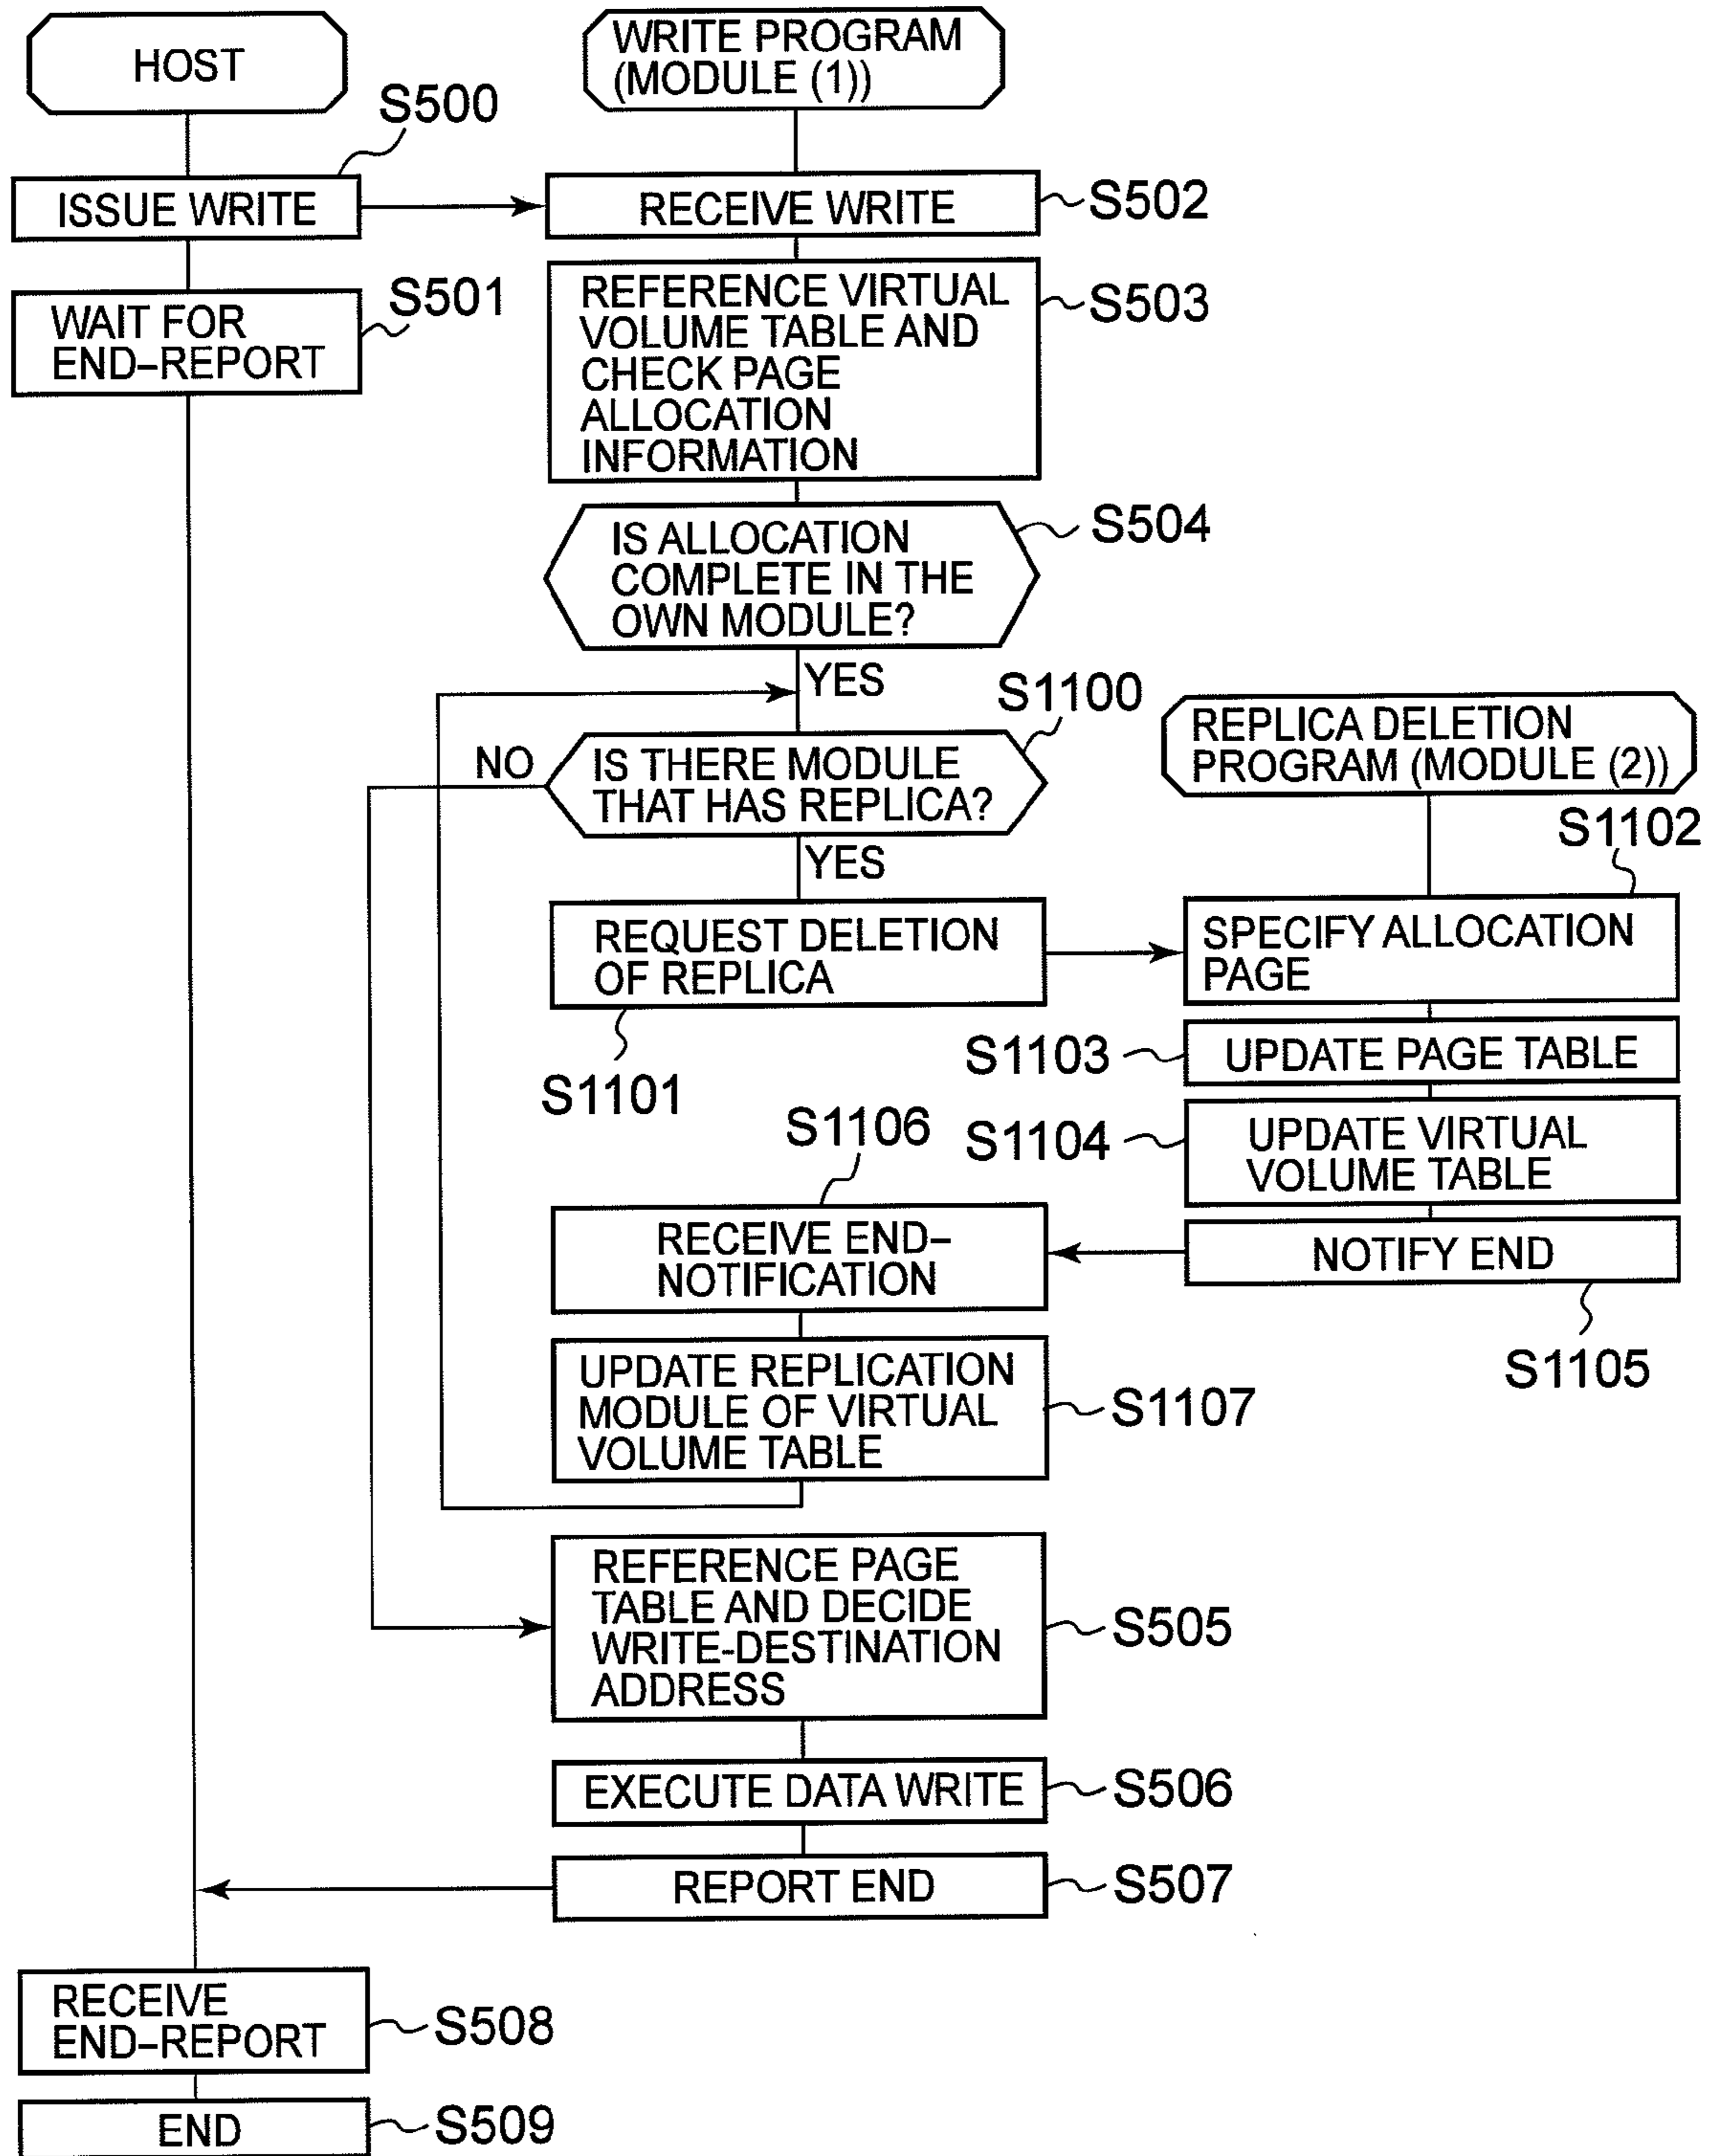 HOST
WRITE PROGRAM
(MODULE (1))
S500
ISSUE WRITE
RECEIVE WRITE
S502
WAIT FOR
END–REPORT
S501
REFERENCE VIRTUAL
VOLUME TABLE AND
CHECK PAGE
ALLOCATION
INFORMATION
S503
IS ALLOCATION
COMPLETE IN THE
OWN MODULE?
S504
YES
S1100
NO
IS THERE MODULE
THAT HAS REPLICA?
REPLICA DELETION
PROGRAM (MODULE (2))
YES
S1102
REQUEST DELETION
OF REPLICA
S1101
SPECIFY ALLOCATION
PAGE
S1103
UPDATE PAGE TABLE
S1104
UPDATE VIRTUAL
VOLUME TABLE
S1106
RECEIVE END–
NOTIFICATION
NOTIFY END
S1105
UPDATE REPLICATION
MODULE OF VIRTUAL
VOLUME TABLE
S1107
REFERENCE PAGE
TABLE AND DECIDE
WRITE-DESTINATION
ADDRESS
S505
EXECUTE DATA WRITE
S506
REPORT END
S507
RECEIVE
END–REPORT
S508
END
S509